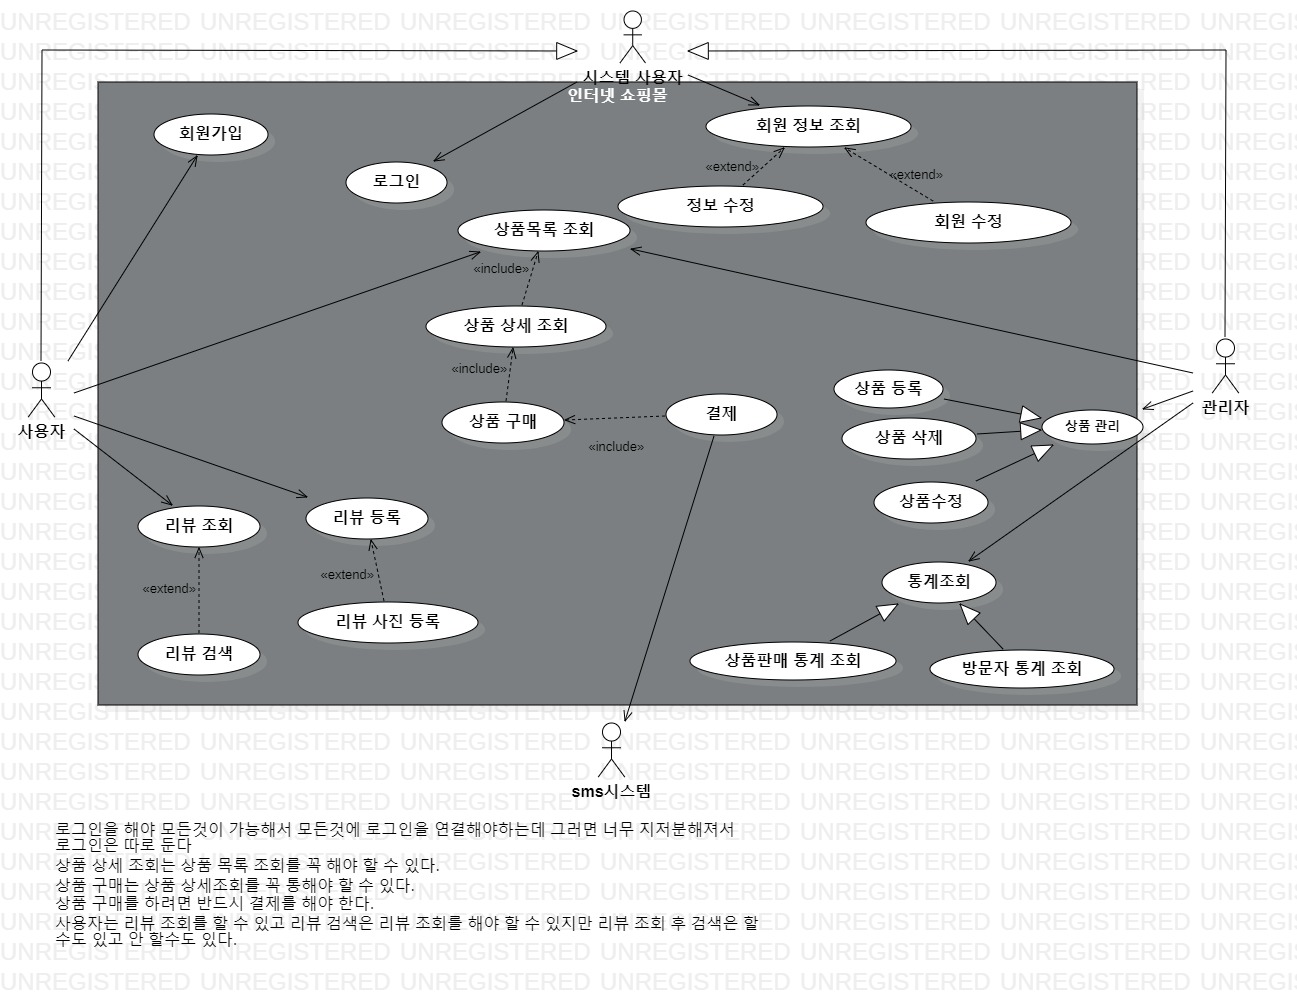 시스템 사용자
인터넷 쇼핑몰
회원가입
회원 정보 조회
로그인
«extend»
«extend»
정보 수정
회원 수정
상품목록 조회
«include»
상품 상세 조회
«include»
상품 구매
결제
«include»
사용자
관리자
상품 등록
상품 관리
상품 삭제
상품수정
리뷰 조회
리뷰 등록
«extend»
«extend»
리뷰 사진 등록
리뷰 검색
통계조회
상품판매 통계 조회
방문자 통계 조회
sms시스템
로그인을 해야 모든것이 가능해서 모든것에 로그인을 연결해야하는데 그러면 너무 지저분해져서
로그인은 따로 둔다
상품 상세 조회는 상품 목록 조회를 꼭 해야 할 수 있다.
상품 구매는 상품 상세조회를 꼭 통해야 할 수 있다.
상품 구매를 하려면 반드시 결제를 해야 한다.
사용자는 리뷰 조회를 할 수 있고 리뷰 검색은 리뷰 조회를 해야 할 수 있지만 리뷰 조회 후 검색은 할
수도 있고 안 할수도 있다.
UNREGISTERED